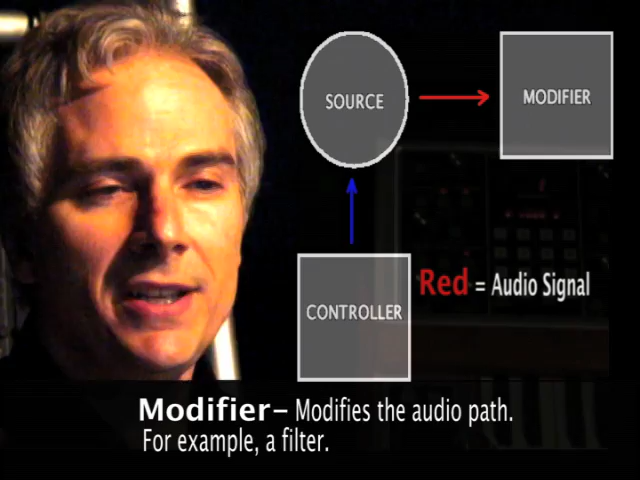 SOURCE
MODIFIER
CONTROLLER
Red = Audio Signal
Modifier- Modifies the audio path.
For example, a filter.